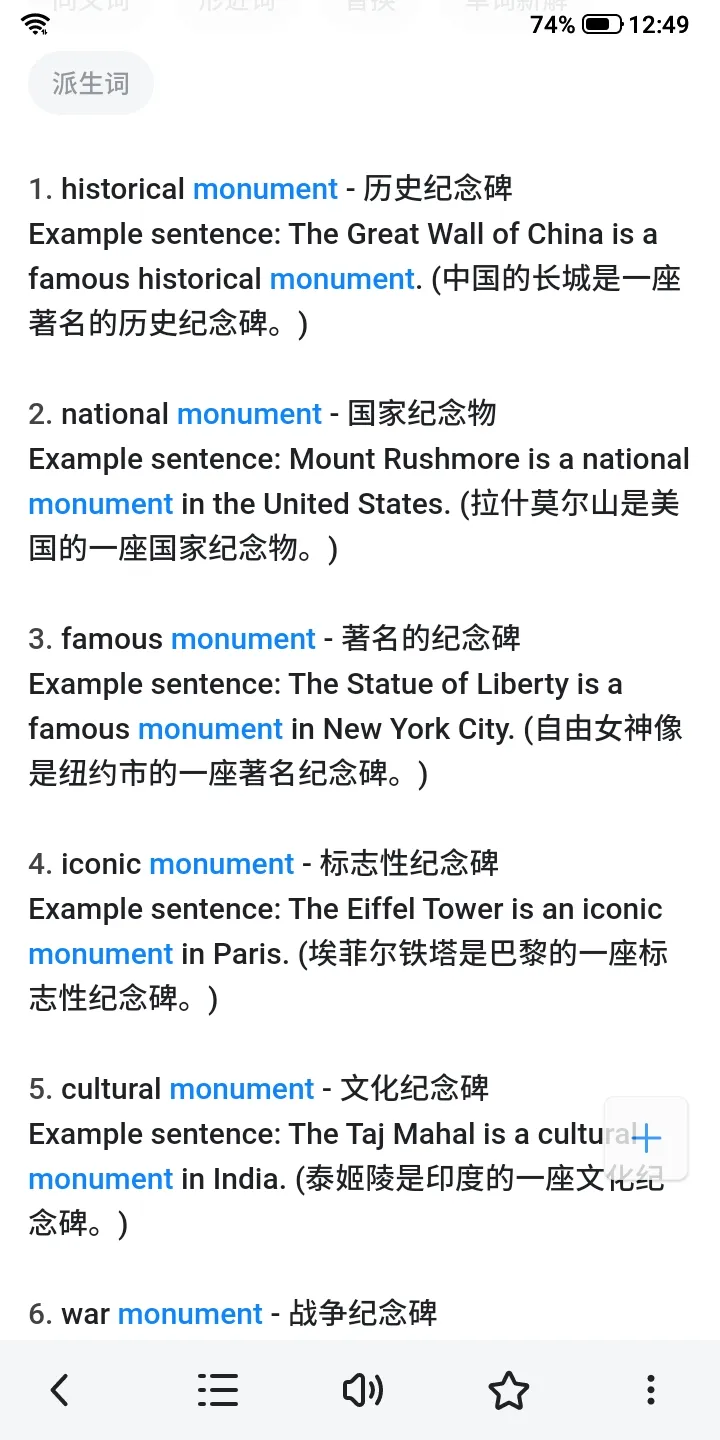 74% 12:49
派生词
1. historical monument - 历史纪念碑
Example sentence: The Great Wall of China is a
famous historical monument. (中国的长城是一座
著名的历史纪念碑。)
2. national monument - 国家纪念物
Example sentence: Mount Rushmore is a national
monument in the United States. (拉什莫尔山是美
国的一座国家纪念物。)
3. famous monument - 著名的纪念碑
Example sentence: The Statue of Liberty is a
famous monument in New York City. (自由女神像
是纽约市的一座著名纪念碑。)
4. iconic monument - 标志性纪念碑
Example sentence: The Eiffel Tower is an iconic
monument in Paris. (埃菲尔铁塔是巴黎的一座标
志性纪念碑。)
5. cultural monument - 文化纪念碑
Example sentence: The Taj Mahal is a cultural
monument in India. (泰姬陵是印度的一座文化纪
念碑。)
6. war monument - 战争纪念碑